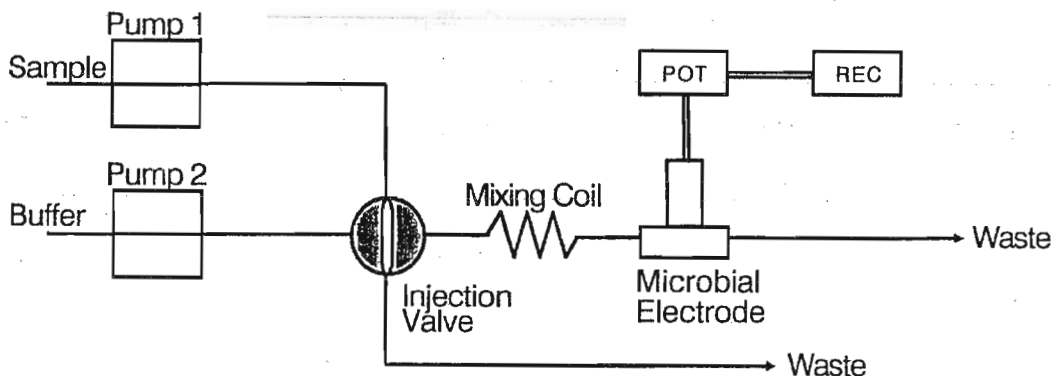 Pump 1
Sample
POT
REC
Pump 2
Buffer
Mixing Coil
Waste
Injection
Valve
Microbial
Electrode
Waste